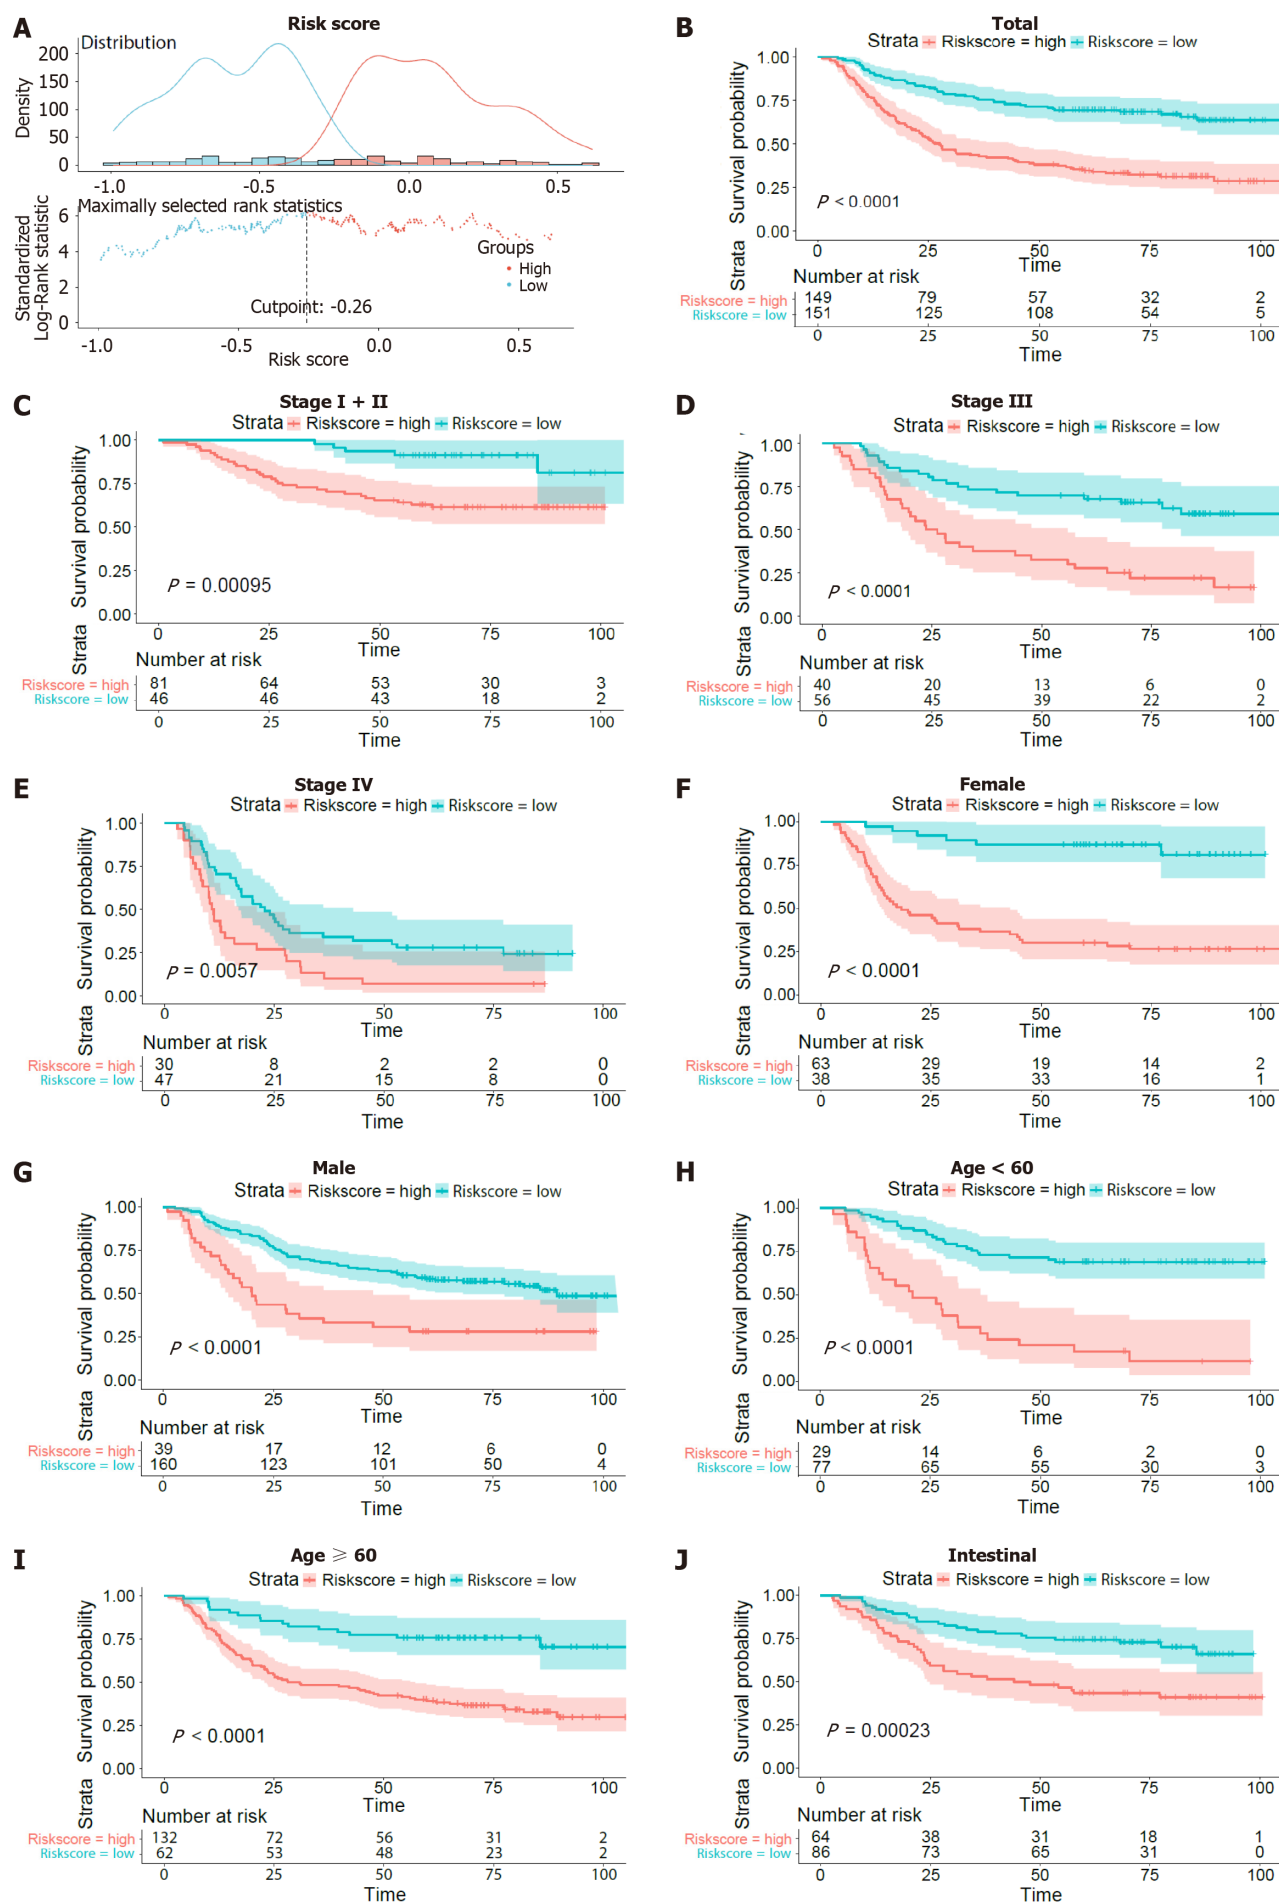 A
Risk score
Distribution
Density
200
150
100
50
0
-1.0 -0.5 0.0 0.5
Maximally selected rank statistics
Standardized
Log-Rank statistic
6
4
2
0
Groups
High
Low
Cutpoint: -0.26
-1.0 -0.5 0.0 0.5
Risk score
B
Total
Strata Riskscore = high Riskscore = low
Survival probability
1.00
0.75
0.50
0.25
0.00
P < 0.0001
0 25 50 75 100
Time
Strata
Number at risk
Riskscore = high 149 79 57 32 2
Riskscore = low 151 125 108 54 5
0 25 50 75 100
Time
C
Stage I + II
Strata Riskscore = high Riskscore = low
Survival probability
1.00
0.75
0.50
0.25
0.00
P = 0.00095
0 25 50 75 100
Time
Strata
Number at risk
Riskscore = high 81 64 53 30 3
Riskscore = low 46 46 43 18 2
0 25 50 75 100
Time
D
Stage III
Strata Riskscore = high Riskscore = low
Survival probability
1.00
0.75
0.50
0.25
0.00
P < 0.0001
0 25 50 75 100
Time
Strata
Number at risk
Riskscore = high 40 20 13 6 0
Riskscore = low 56 45 39 22 2
0 25 50 75 100
Time
E
Stage IV
Strata Riskscore = high Riskscore = low
Survival probability
1.00
0.75
0.50
0.25
0.00
P = 0.0057
0 25 50 75 100
Time
Strata
Number at risk
Riskscore = high 30 8 2 2 0
Riskscore = low 47 21 15 8 0
0 25 50 75 100
Time
F
Female
Strata Riskscore = high Riskscore = low
Survival probability
1.00
0.75
0.50
0.25
0.00
P < 0.0001
0 25 50 75 100
Time
Strata
Number at risk
Riskscore = high 63 29 19 14 2
Riskscore = low 38 35 33 16 1
0 25 50 75 100
Time
G
Male
Strata Riskscore = high Riskscore = low
Survival probability
1.00
0.75
0.50
0.25
0.00
P < 0.0001
0 25 50 75 100
Time
Strata
Number at risk
Riskscore = high 39 17 12 6 0
Riskscore = low 160 123 101 50 4
0 25 50 75 100
Time
H
Age < 60
Strata Riskscore = high Riskscore = low
Survival probability
1.00
0.75
0.50
0.25
0.00
P < 0.0001
0 25 50 75 100
Time
Strata
Number at risk
Riskscore = high 29 14 6 2 0
Riskscore = low 77 65 55 30 3
0 25 50 75 100
Time
I
Age ⩾ 60
Strata Riskscore = high Riskscore = low
Survival probability
1.00
0.75
0.50
0.25
0.00
P < 0.0001
0 25 50 75 100
Time
Strata
Number at risk
Riskscore = high 132 72 56 31 2
Riskscore = low 62 53 48 23 2
0 25 50 75 100
Time
J
Intestinal
Strata Riskscore = high Riskscore = low
Survival probability
1.00
0.75
0.50
0.25
0.00
P = 0.00023
0 25 50 75 100
Time
Strata
Number at risk
Riskscore = high 64 38 31 18 1
Riskscore = low 86 73 65 31 0
0 25 50 75 100
Time